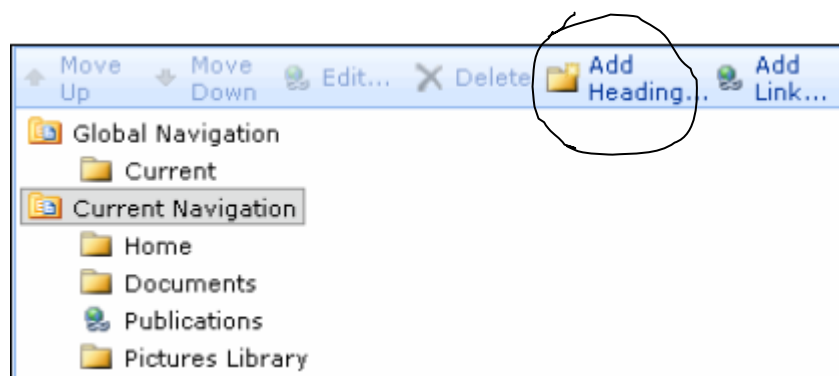 Move Up
Move Down
Edit...
Delete
Add Heading...
Add Link...
Global Navigation
Current
Current Navigation
Home
Documents
Publications
Pictures Library